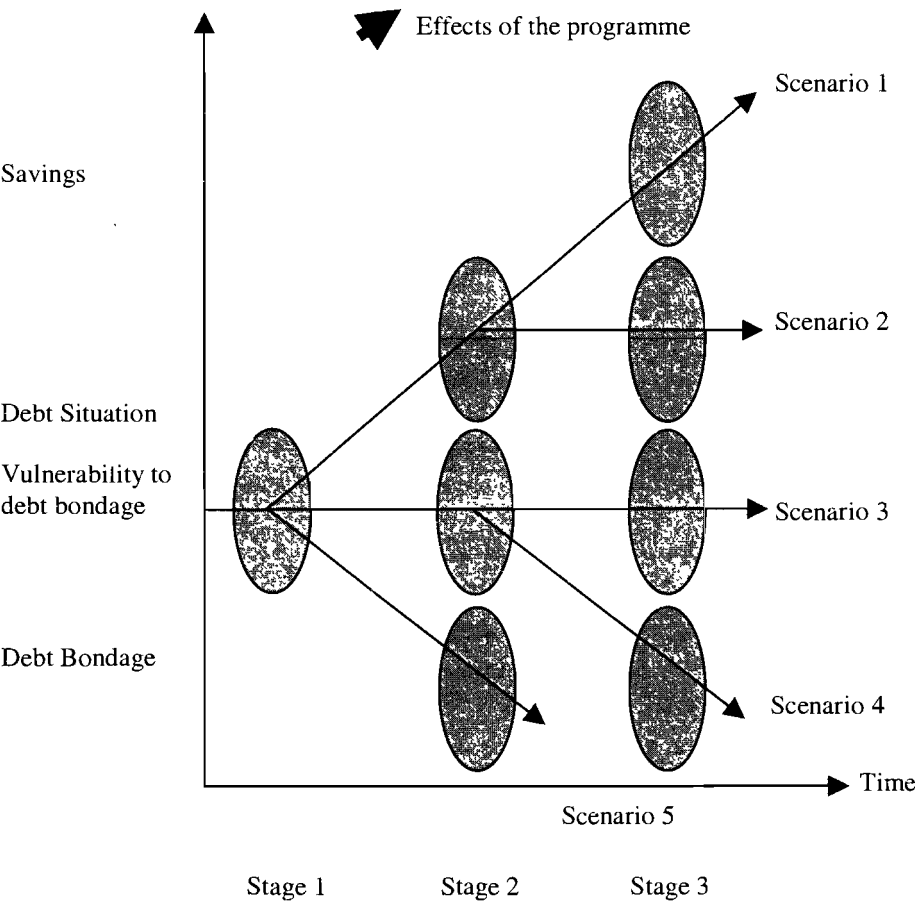 Effects of the programme
Scenario 1
Savings
Scenario 2
Debt Situation
Vulnerability to
debt bondage
Scenario 3
Debt Bondage
Scenario 4
Time
Scenario 5
Stage 1
Stage 2
Stage 3